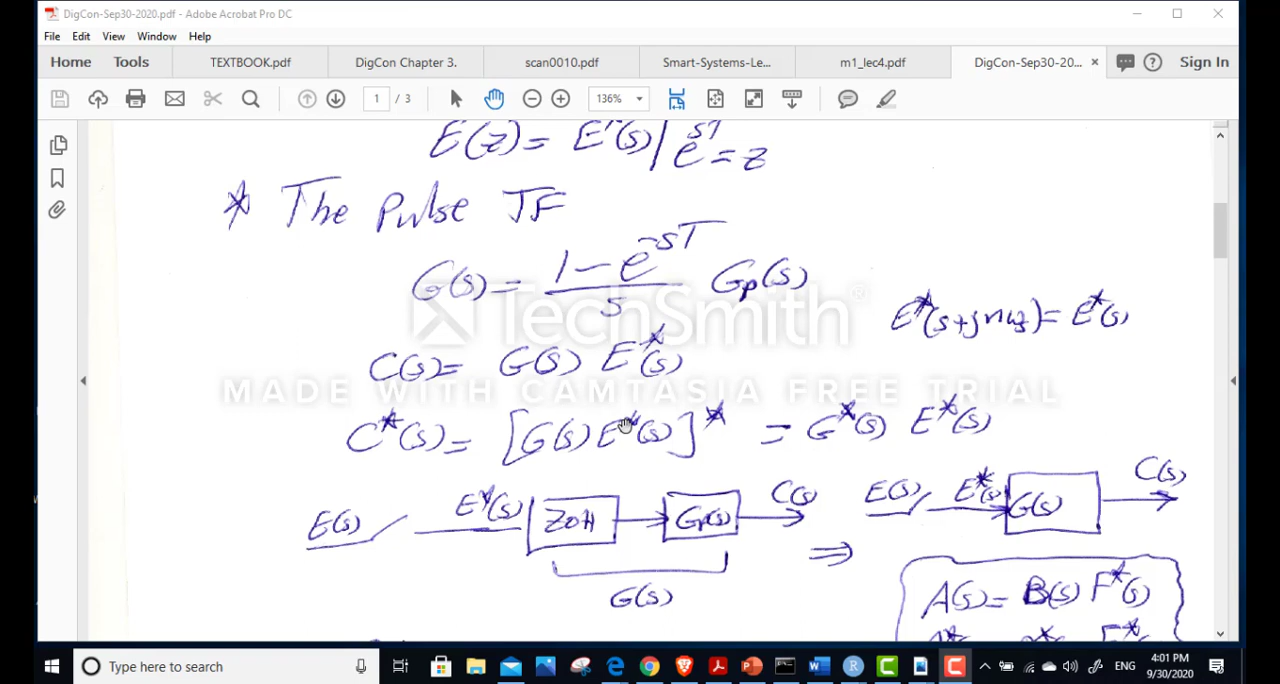 DigCon-Sep30-2020.pdf - Adobe Acrobat Pro DC
File Edit View Window Help
Home Tools TEXTBOOK.pdf DigCon Chapter 3. scan0010.pdf Smart-Systems-Le... m1_lec4.pdf DigCon-Sep30-20... Sign In
1 / 3 136%
E(z) = E*(s)| e^sT = z
* The Pulse TF
G(s) = (1 - e^-sT)/s Gp(s)
E*(s+jnωs) = E*(s)
TechSmith®
C(s) = G(s) E*(s)
MADE WITH CAMTASIA FREE TRIAL
C*(s) = [G(s)E*(s)]* = G*(s) E*(s)
E(s) E*(s) ZOH Gp(s) C(s) ⇒ E(s) E*(s) G(s) C(s)
G(s)
A(s) = B(s) F*(s)
Type here to search
ENG
4:01 PM
9/30/2020